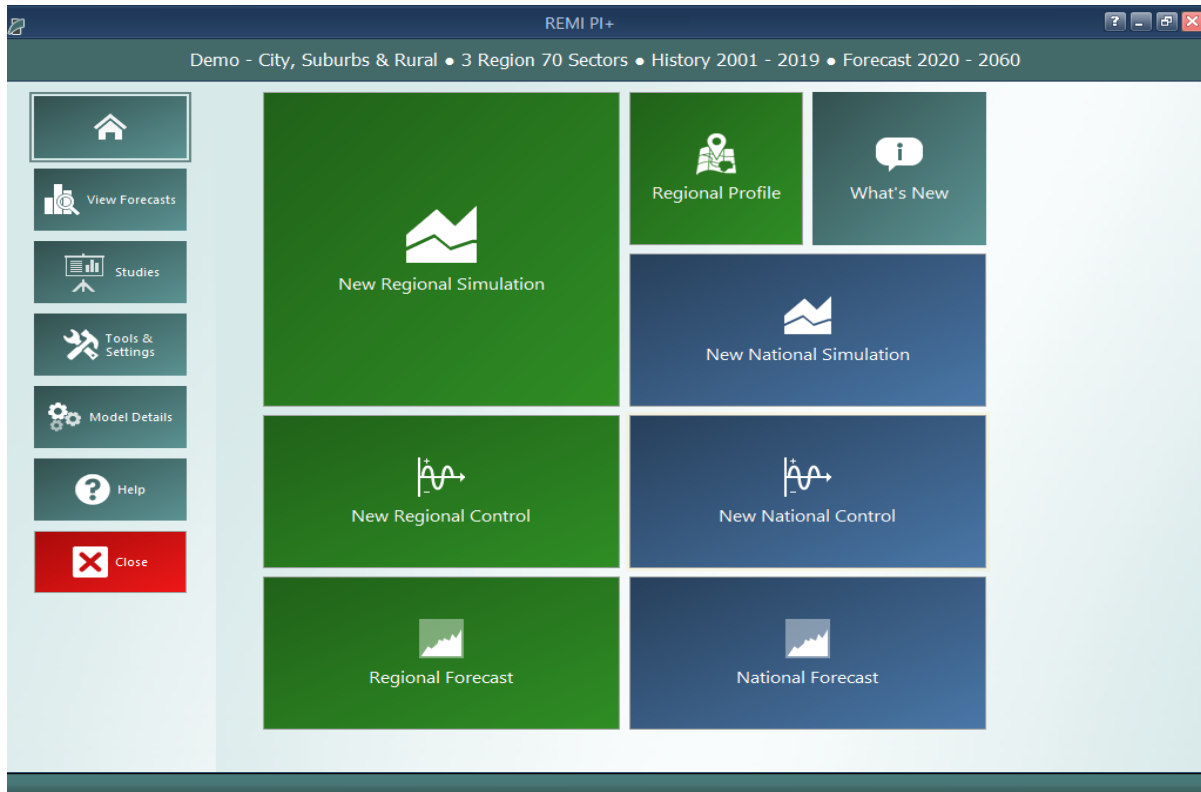 REMI PI+
Demo - City, Suburbs & Rural ● 3 Region 70 Sectors ● History 2001 - 2019 ● Forecast 2020 - 2060
View Forecasts
Studies
Tools &
Settings
Model Details
Help
Close
New Regional Simulation
Regional Profile
What's New
New National Simulation
New Regional Control
New National Control
Regional Forecast
National Forecast